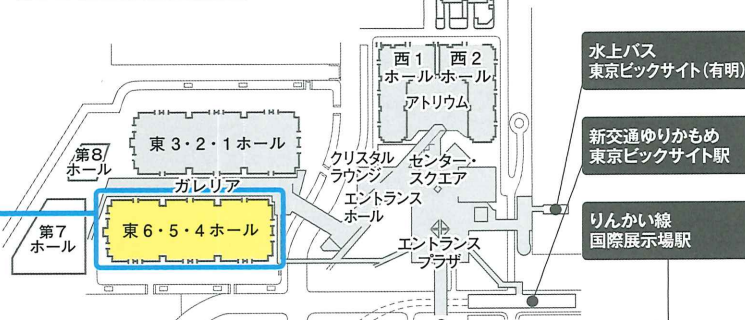 西1
ホール
西2
ホール
アトリウム
水上バス
東京ビックサイト(有明)
東3・2・1ホール
第8
ホール
クリスタル
ラウンジ
センター・
スクエア
新交通ゆりかもめ
東京ビックサイト駅
ガレリア
エントランス
ホール
第7
ホール
東6・5・4ホール
エントランス
プラザ
りんかい線
国際展示場駅